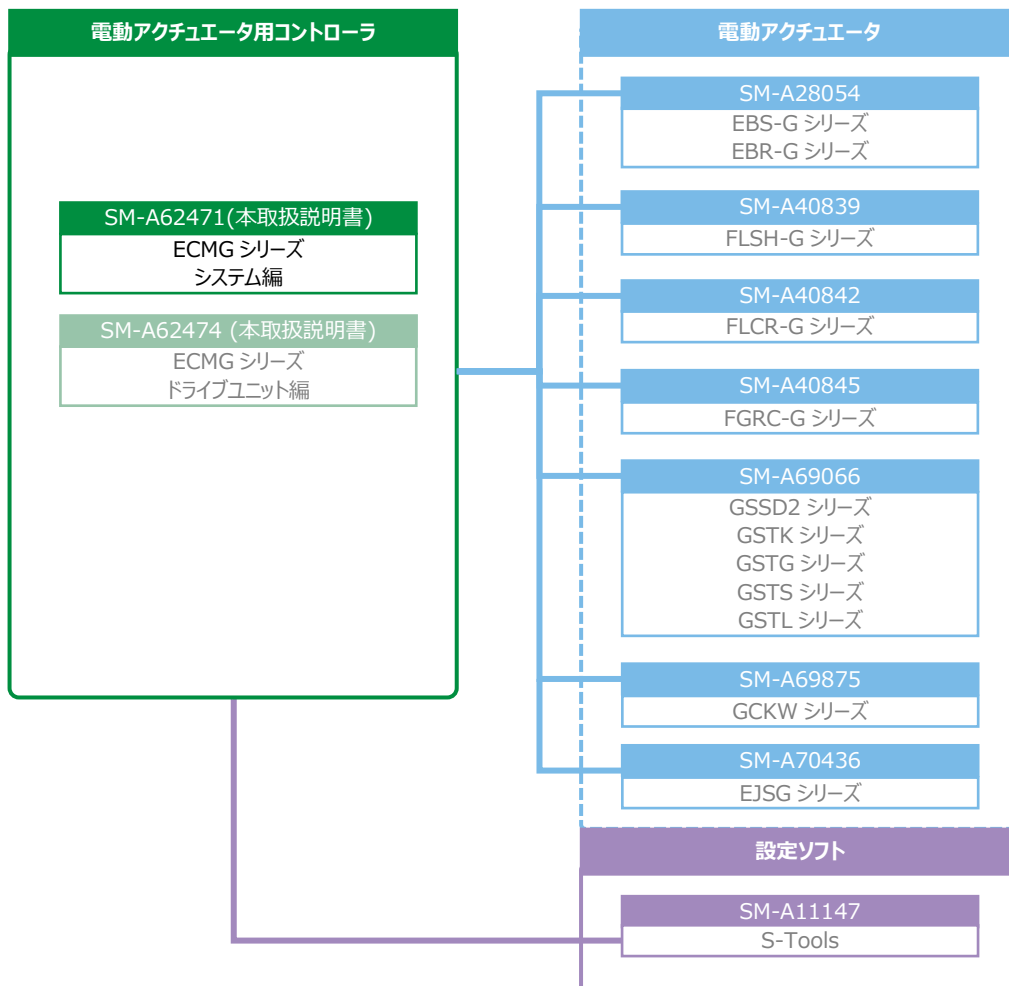 電動アクチュエータ用コントローラ
SM-A62471(本取扱説明書)
ECMG シリーズ
システム編
SM-A62474 (本取扱説明書)
ECMG シリーズ
ドライブユニット編
電動アクチュエータ
SM-A28054
EBS-G シリーズ
EBR-G シリーズ
SM-A40839
FLSH-G シリーズ
SM-A40842
FLCR-G シリーズ
SM-A40845
FGRC-G シリーズ
SM-A69066
GSSD2 シリーズ
GSTK シリーズ
GSTG シリーズ
GSTS シリーズ
GSTL シリーズ
SM-A69875
GCKW シリーズ
SM-A70436
EJSG シリーズ
設定ソフト
SM-A11147
S-Tools